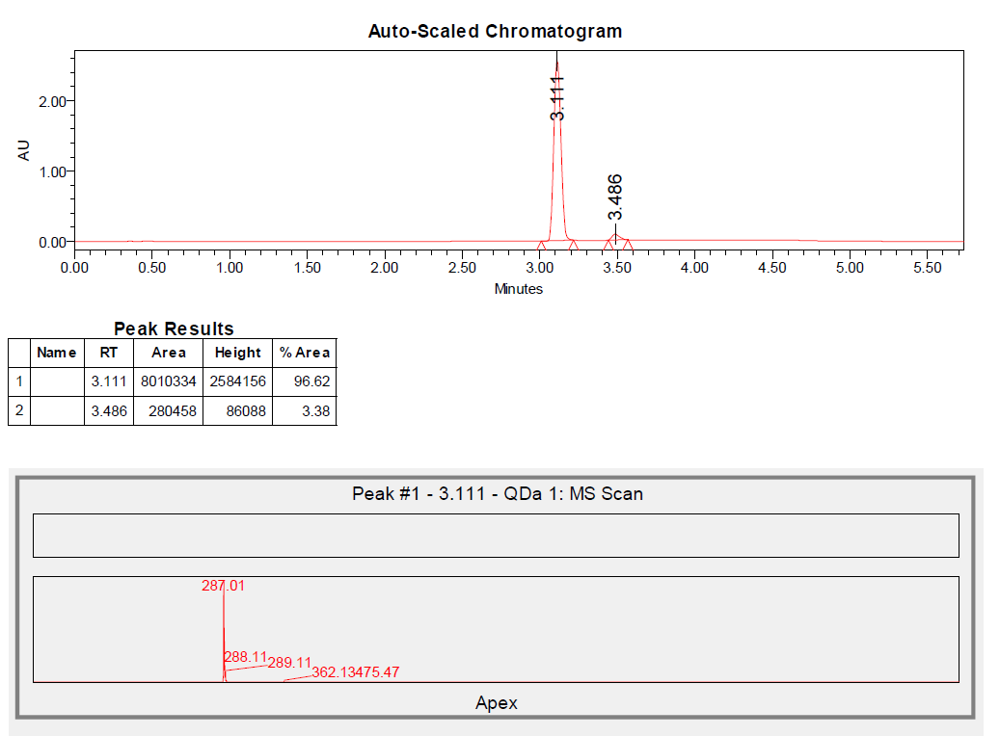 Auto-Scaled Chromatogram
AU
2.00
1.00
0.00
3.111
3.486
0.00 0.50 1.00 1.50 2.00 2.50 3.00 3.50 4.00 4.50 5.00 5.50
Minutes
Peak Results
Name RT Area Height % Area
1 3.111 8010334 2584156 96.62
2 3.486 280458 86088 3.38
Peak #1 - 3.111 - QDa 1: MS Scan
287.01
288.11
289.11
362.13475.47
Apex